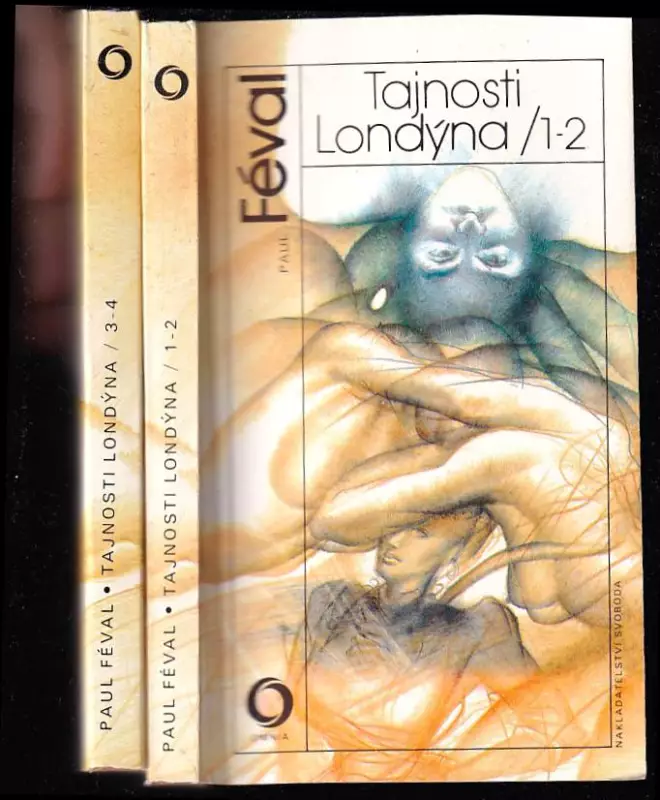 PAUL FÉVAL • TAJNOSTI LONDÝNA / 3-4
PAUL FÉVAL • TAJNOSTI LONDÝNA / 1-2
PAUL Féval
Tajnosti
Londýna /1-2
NAKLADATELSTVÍ SVOBODA